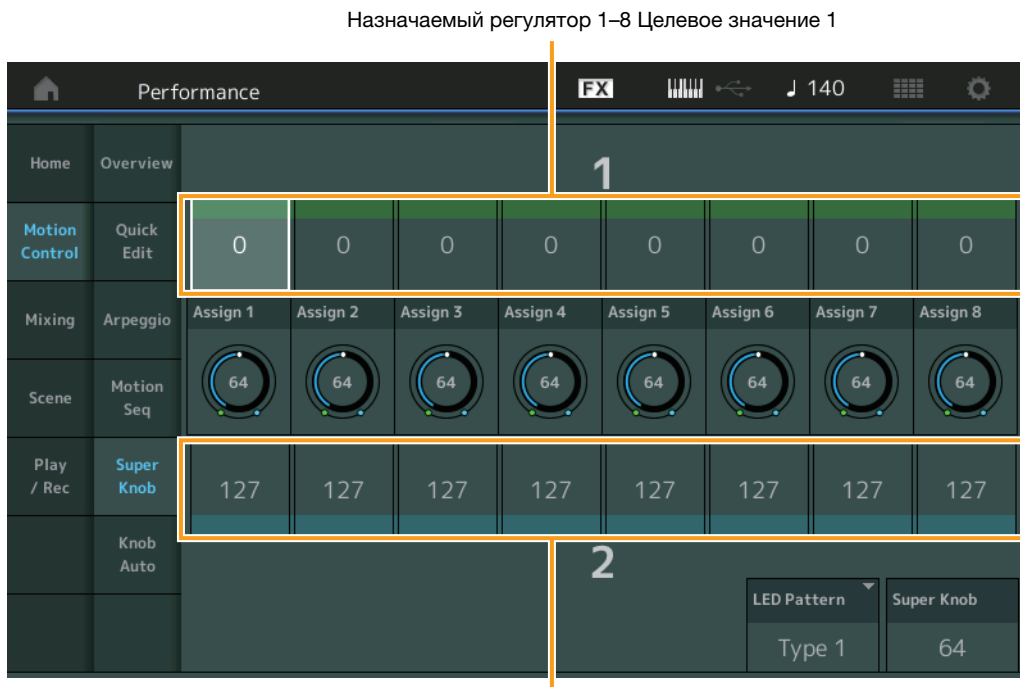 Назначаемый регулятор 1–8 Целевое значение 1
Performance
FX
140
Home
Overview
1
Motion
Control
Quick
Edit
0 0 0 0 0 0 0 0
Mixing
Arpeggio
Assign 1 Assign 2 Assign 3 Assign 4 Assign 5 Assign 6 Assign 7 Assign 8
64 64 64 64 64 64 64 64
Scene
Motion
Seq
Play
/ Rec
Super
Knob
127 127 127 127 127 127 127 127
Knob
Auto
2
LED Pattern
Type 1
Super Knob
64